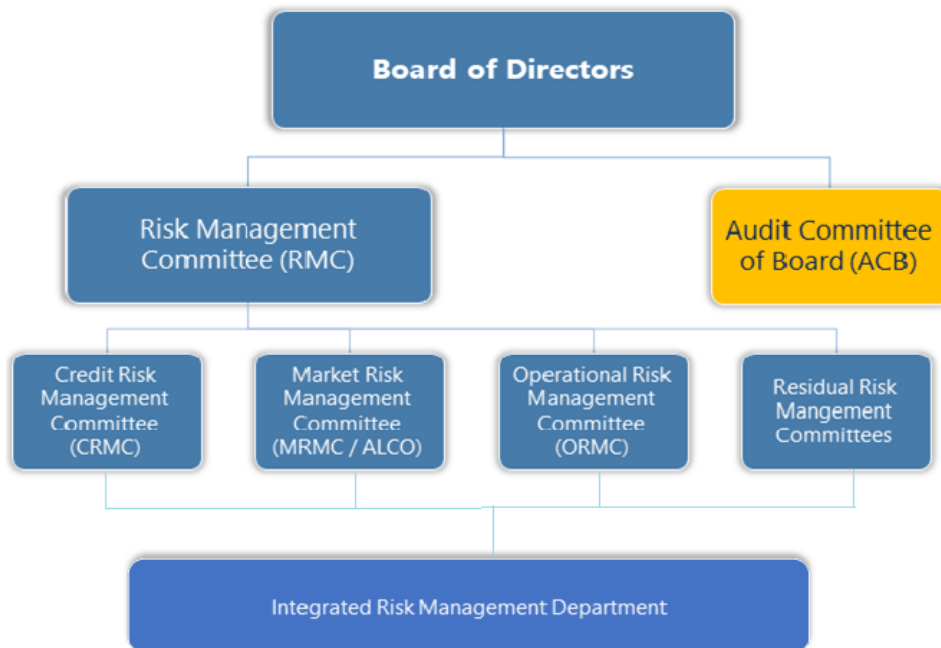 Board of Directors
Risk Management
Committee (RMC)
Audit Committee
of Board (ACB)
Credit Risk
Management
Committee
(CRMC)
Market Risk
Management
Committee
(MRMC / ALCO)
Operational Risk
Management
Committee
(ORMC)
Residual Risk
Mangement
Committees
Integrated Risk Management Department